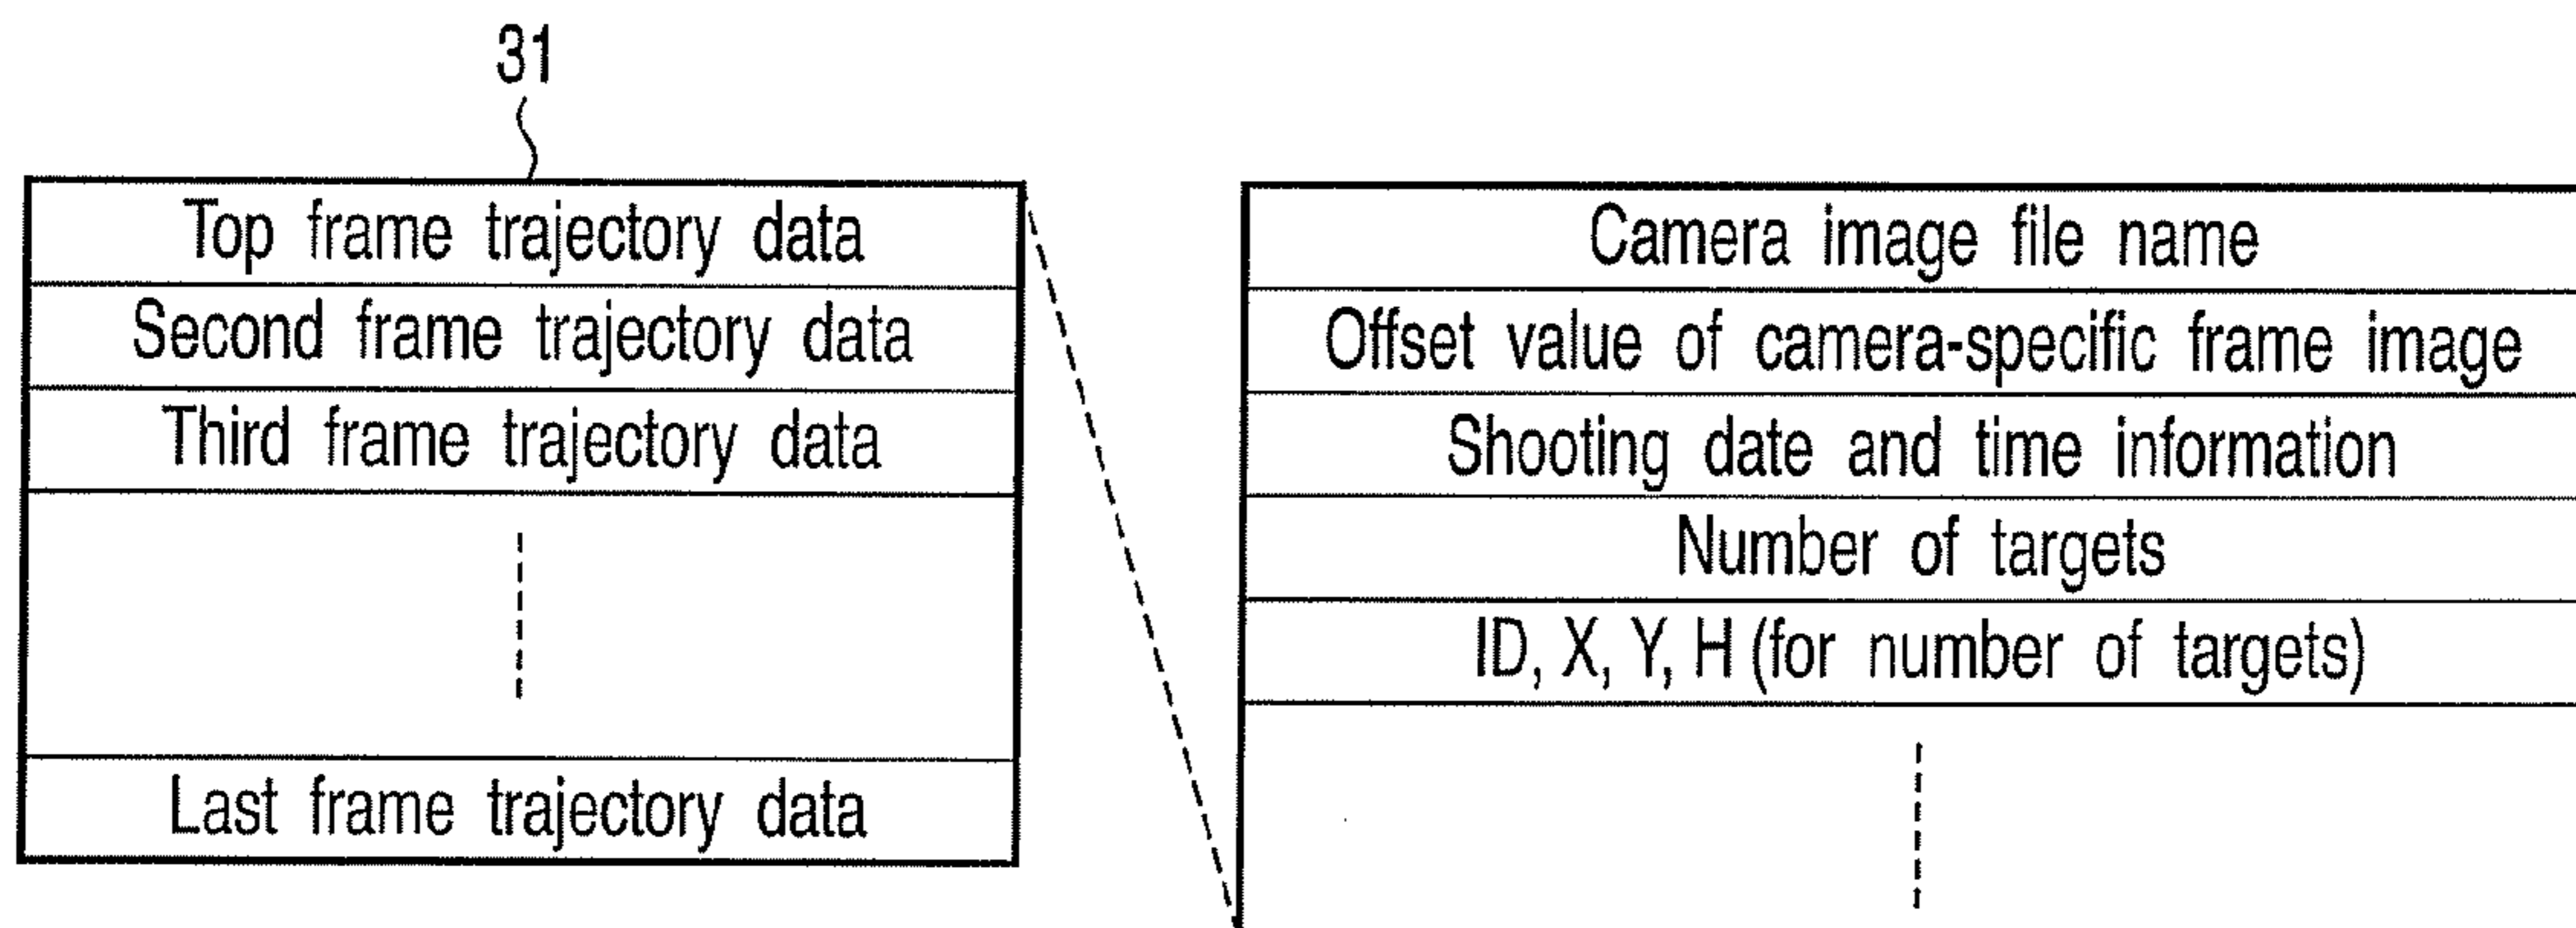 31
Top frame trajectory data
Second frame trajectory data
Third frame trajectory data
Last frame trajectory data
Camera image file name
Offset value of camera-specific frame image
Shooting date and time information
Number of targets
ID, X, Y, H (for number of targets)